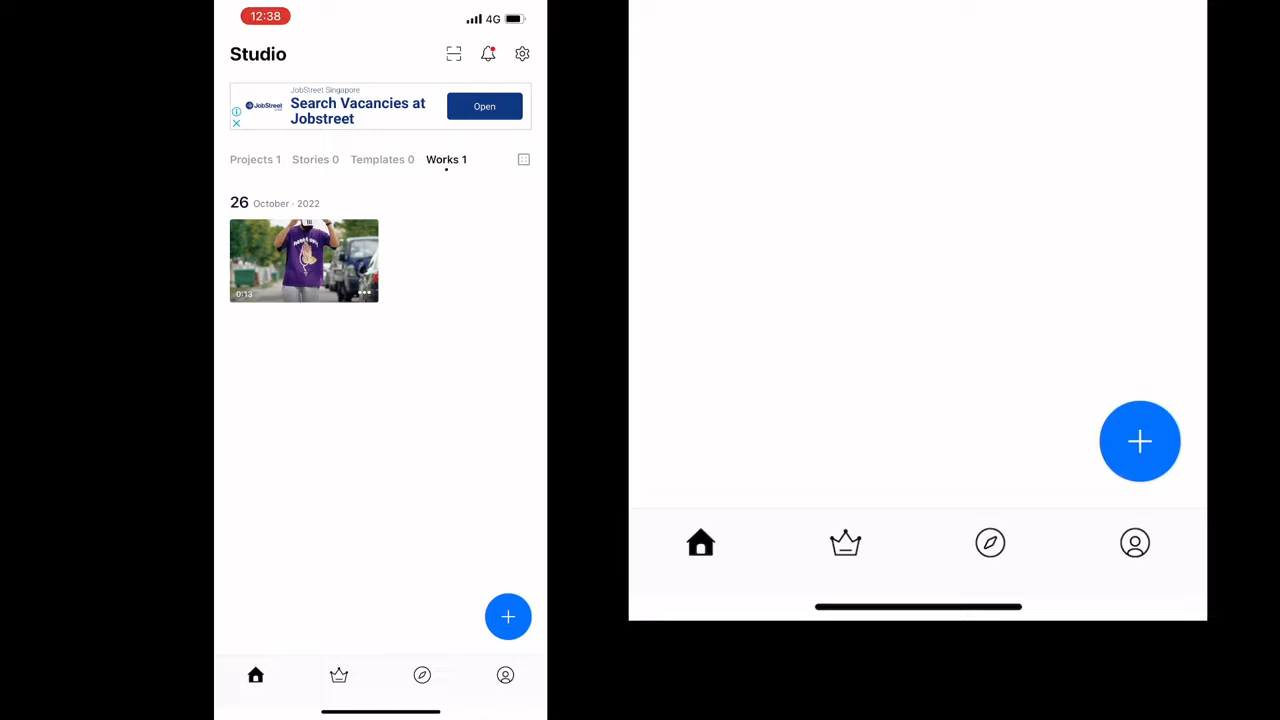 12:38
4G
Studio
JobStreet Singapore
JobStreet
Search Vacancies at
Jobstreet
Open
Projects 1 Stories 0 Templates 0 Works 1
26 October · 2022
0:13